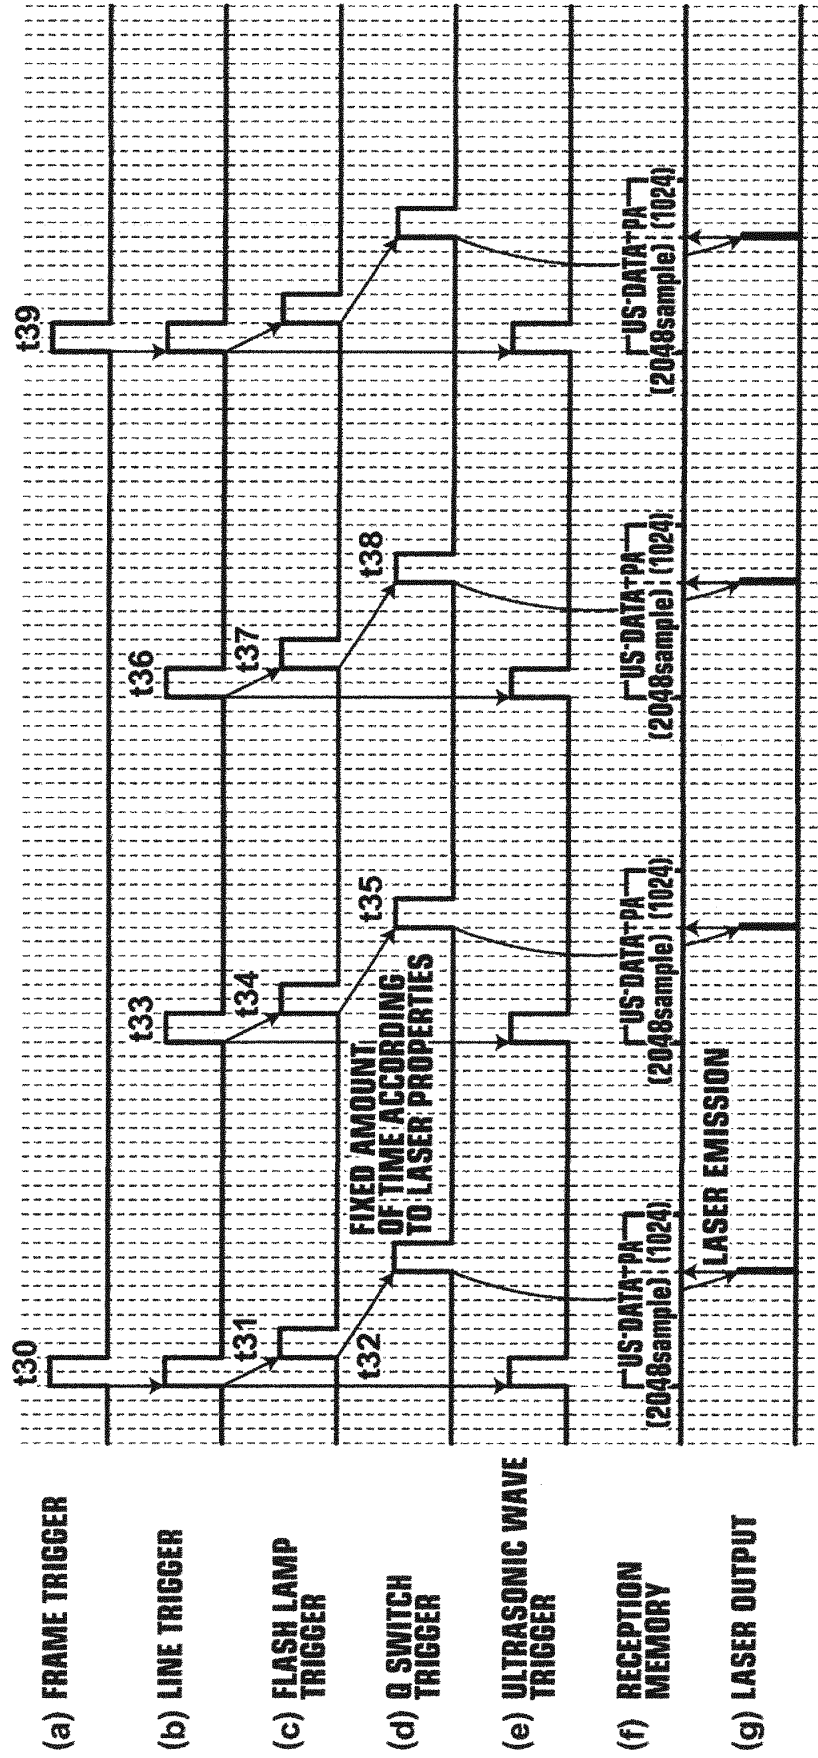 (a) FRAME TRIGGER
t30
t39
(b) LINE TRIGGER
t33
t36
(c) FLASH LAMP
TRIGGER
t31
t34
t37
(d) Q SWITCH
TRIGGER
t32
FIXED AMOUNT
OF TIME ACCORDING
TO LASER PROPERTIES
t35
t38
(e) ULTRASONIC WAVE
TRIGGER
(f) RECEPTION
MEMORY
US-DATA PA
(2048sample) (1024)
US-DATA PA
(2048sample) (1024)
US-DATA PA
(2048sample) (1024)
US-DATA PA
(2048sample) (1024)
(g) LASER OUTPUT
LASER EMISSION